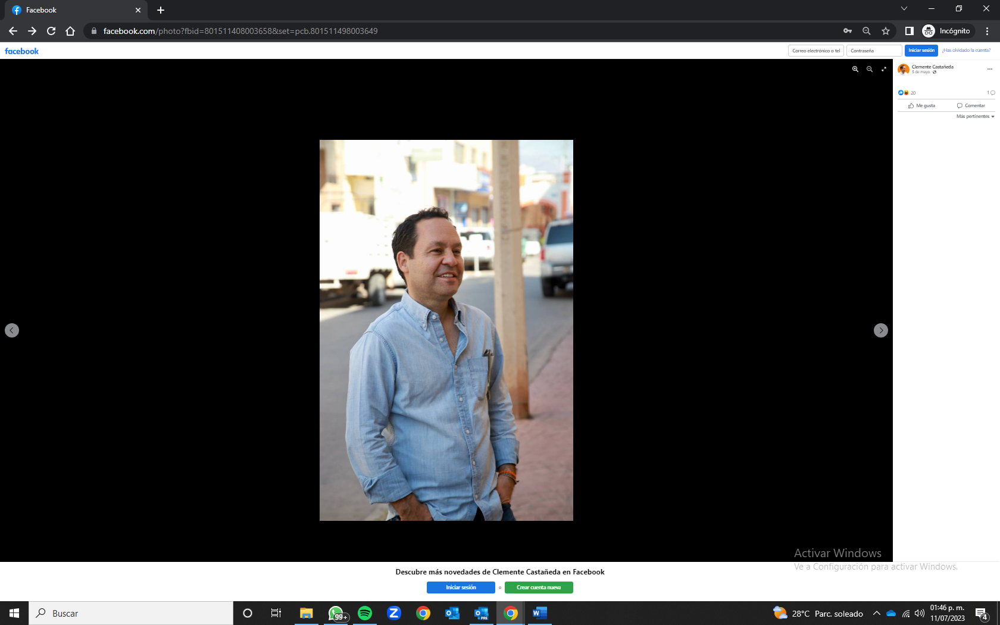 Facebook
facebook.com/photo?fbid=801511408003658&set=pcb.801511498003649
Incógnito
facebook
Correo electrónico o tel
Contraseña
Iniciar sesión
¿Has olvidado la cuenta?
Clemente Castañeda
5 de mayo ·
20
1
Me gusta
Comentar
Más pertinentes
Activar Windows
Ve a Configuración para activar Windows.
Descubre más novedades de Clemente Castañeda en Facebook
Iniciar sesión
o
Crear cuenta nueva
Buscar
99+
PRE
28°C Parc. soleado
01:46 p. m.
11/07/2023
4